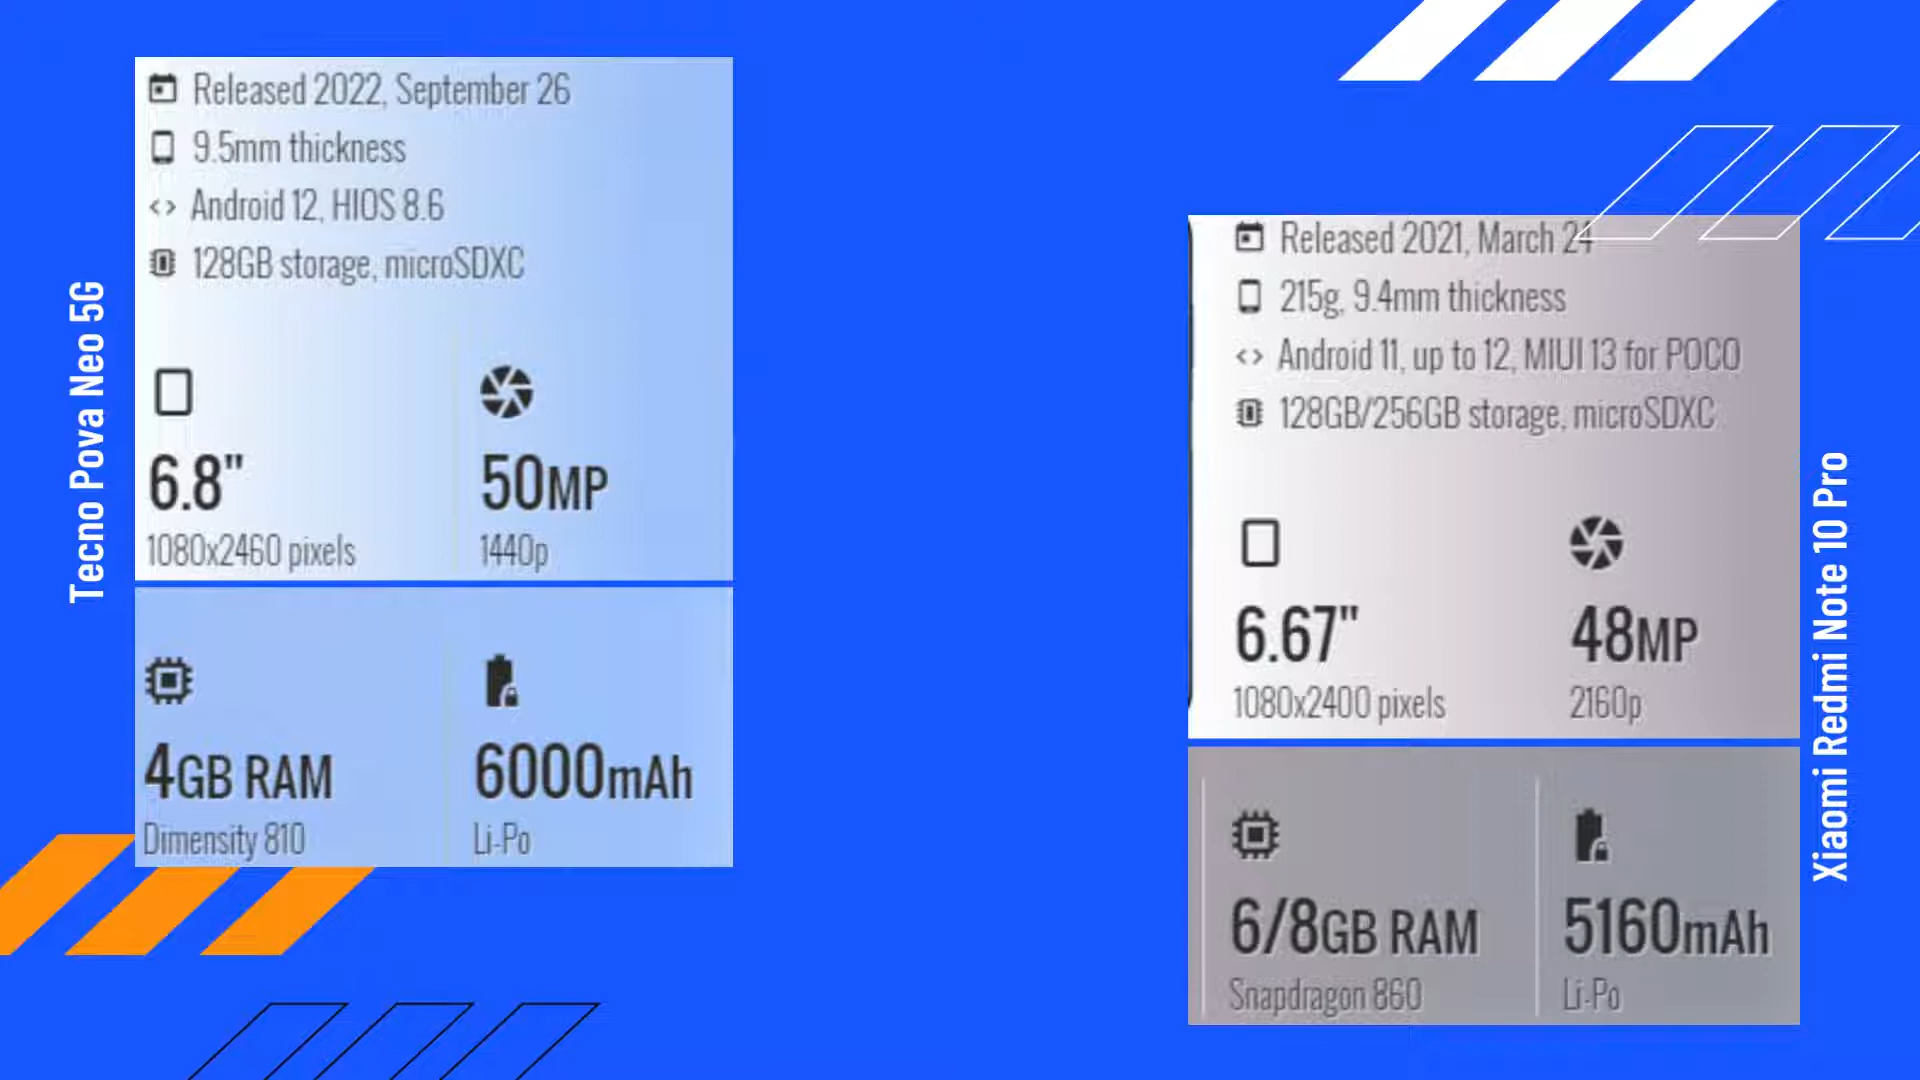 Tecno Pova Neo 5G
Released 2022, September 26
9.5mm thickness
Android 12, HIOS 8.6
128GB storage, microSDXC
6.8"
1080x2460 pixels
50MP
1440p
4GB RAM
Dimensity 810
6000mAh
Li-Po
Released 2021, March 24
215g, 9.4mm thickness
Android 11, up to 12, MIUI 13 for POCO
128GB/256GB storage, microSDXC
6.67"
1080x2400 pixels
48MP
2160p
6/8GB RAM
Snapdragon 860
5160mAh
Li-Po
Xiaomi Redmi Note 10 Pro